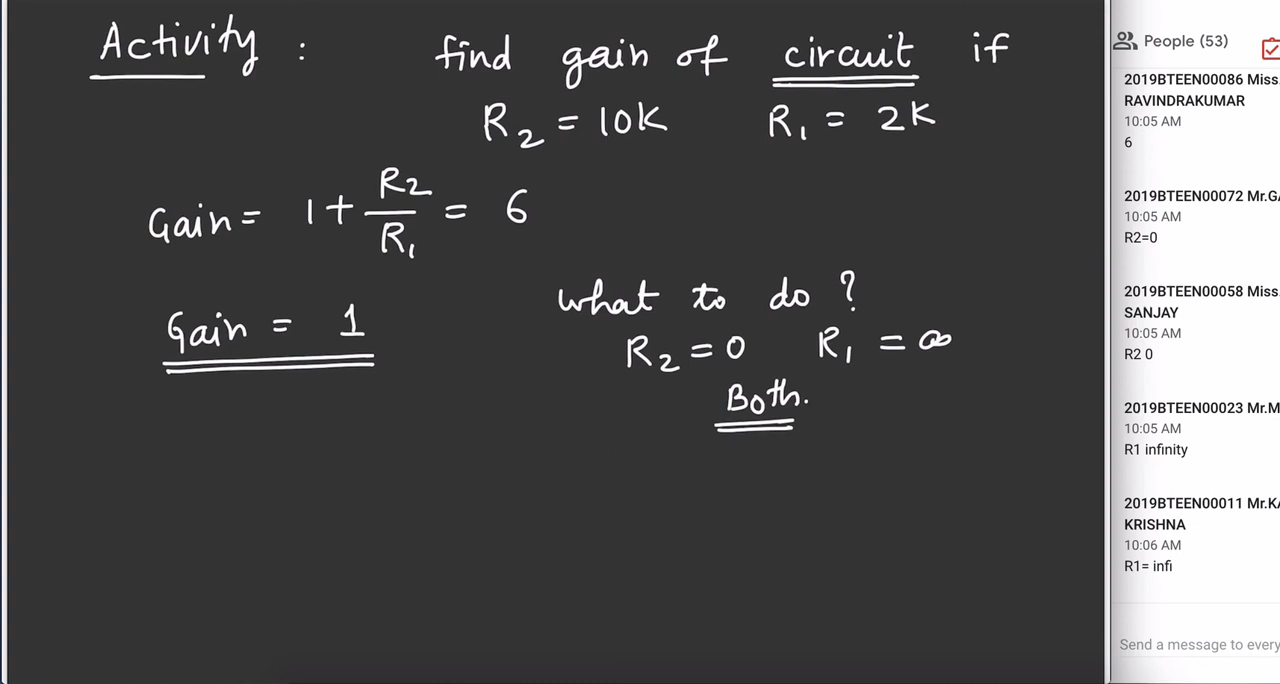 Activity : find gain of circuit if
R₂ = 10K R₁ = 2K
Gain = 1 + R₂/R₁ = 6
what to do ?
Gain = 1
R₂ = 0 R₁ = ∞
Both.
People (53)
2019BTEEN00086 Miss.
RAVINDRAKUMAR
10:05 AM
6
2019BTEEN00072 Mr.GA
10:05 AM
R2=0
2019BTEEN00058 Miss.
SANJAY
10:05 AM
R2 0
2019BTEEN00023 Mr.M
10:05 AM
R1 infinity
2019BTEEN00011 Mr.KA
KRISHNA
10:06 AM
R1= infi
Send a message to every